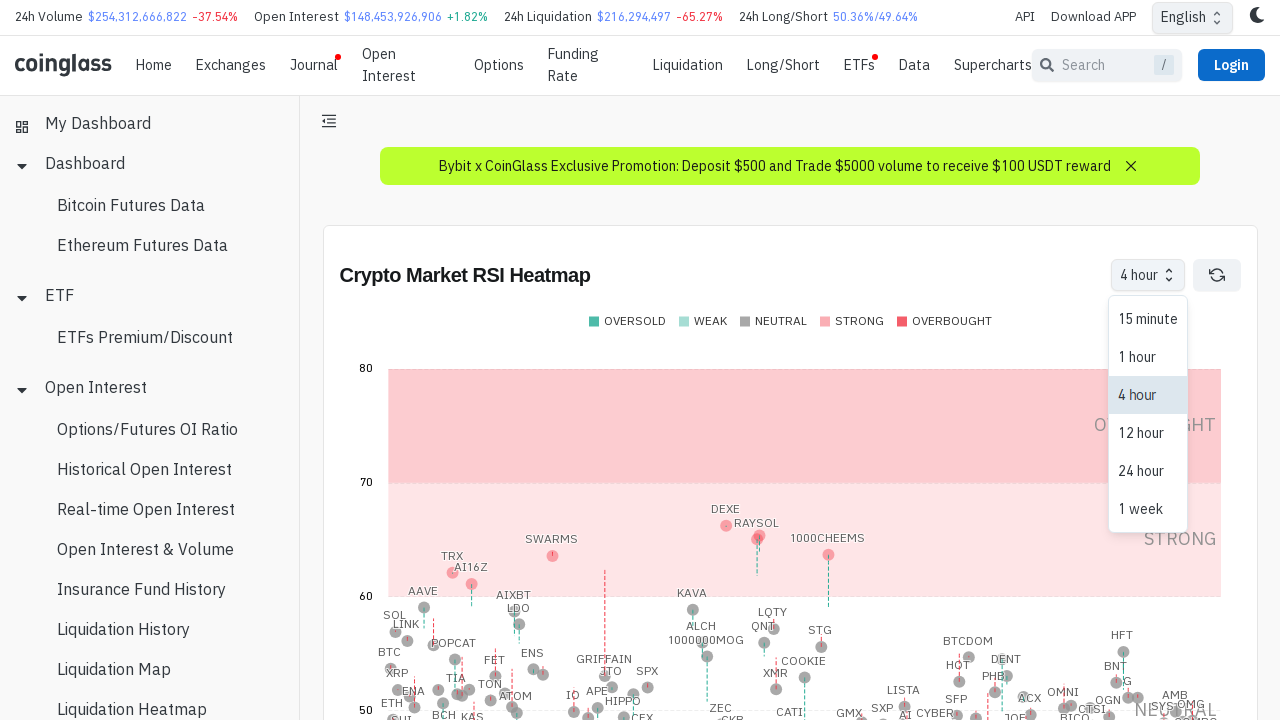 24h Volume $254,312,666,822 -37.54% Open Interest $148,453,926,906 +1.82% 24h Liquidation $216,294,497 -65.27% 24h Long/Short 50.36%/49.64% API Download APP English
coinglass Home Exchanges Journal Open Interest Options Funding Rate Liquidation Long/Short ETFs Data Supercharts Search / Login
My Dashboard
Dashboard
Bitcoin Futures Data
Ethereum Futures Data
ETF
ETFs Premium/Discount
Open Interest
Options/Futures OI Ratio
Historical Open Interest
Real-time Open Interest
Open Interest & Volume
Insurance Fund History
Liquidation History
Liquidation Map
Liquidation Heatmap
Bybit x CoinGlass Exclusive Promotion: Deposit $500 and Trade $5000 volume to receive $100 USDT reward
Crypto Market RSI Heatmap
4 hour
15 minute
1 hour
4 hour
12 hour
24 hour
1 week
OVERSOLD WEAK NEUTRAL STRONG OVERBOUGHT
80
70
STRONG
60
50
NEUTRAL
DEXE
RAYSOL
SWARMS
1000CHEEMS
TRX
AI16Z
AAVE
AIXBT
KAVA
LDO
SOL
LINK
LQTY
ALCH
QNT
STG
1000000MOG
POPCAT
BTCDOM
HFT
BTC
FET
GRIFFAIN
COOKIE
DENT
HOT
BNT
XRP
TIA
JTO
SPX
XMR
PHB
ENS
TON
ENA
ATOM
IO
APE
LISTA
OMNI
ETH
HIPPO
SFP
ACX
OGN
AMB
BCH
KAS
ZEC
CATI
GMX
SXP
CYBER
CTSI
SYS
OMG